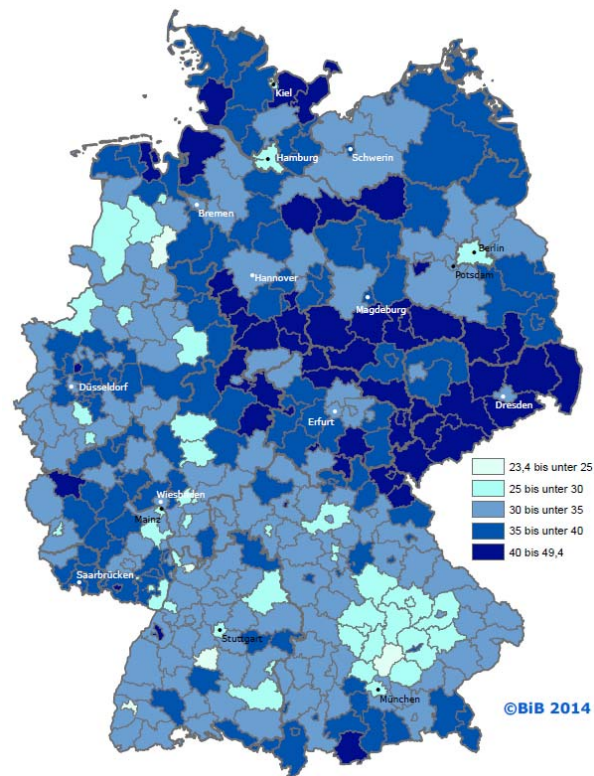 Kiel
Hamburg
Schwerin
Bremen
Berlin
Potsdam
Hannover
Magdeburg
Düsseldorf
Erfurt
Dresden
Wiesbaden
Mainz
Saarbrücken
Stuttgart
München
23,4 bis unter 25
25 bis unter 30
30 bis unter 35
35 bis unter 40
40 bis 49,4
©BiB 2014